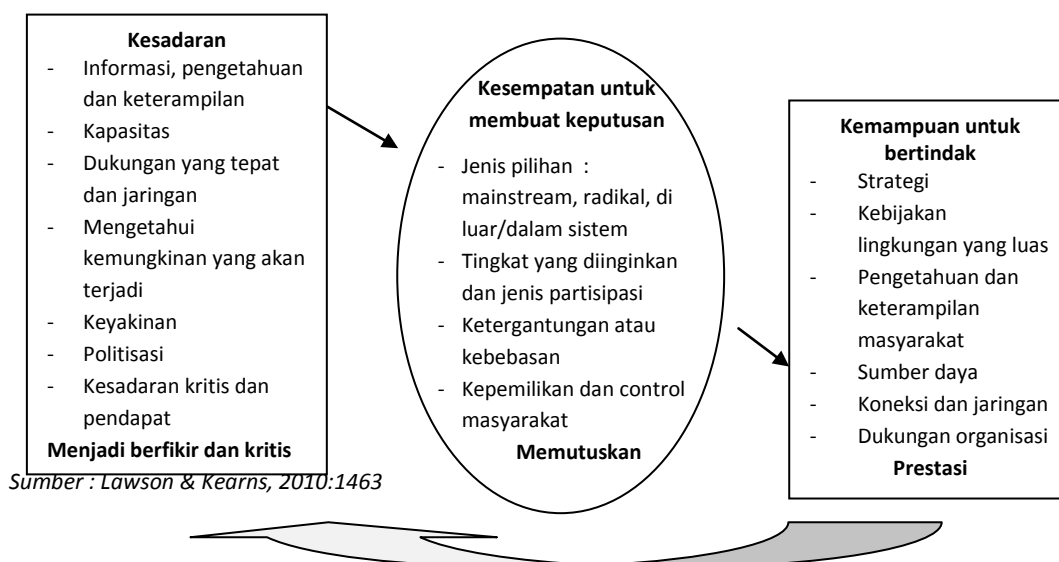 Kesadaran
- Informasi, pengetahuan
dan keterampilan
- Kapasitas
- Dukungan yang tepat
dan jaringan
- Mengetahui
kemungkinan yang akan
terjadi
- Keyakinan
- Politisasi
- Kesadaran kritis dan
pendapat
Menjadi berfikir dan kritis
Kesempatan untuk
membuat keputusan
- Jenis pilihan :
mainstream, radikal, di
luar/dalam sistem
- Tingkat yang diinginkan
dan jenis partisipasi
- Ketergantungan atau
kebebasan
- Kepemilikan dan control
masyarakat
Memutuskan
Kemampuan untuk
bertindak
- Strategi
- Kebijakan
lingkungan yang luas
- Pengetahuan dan
keterampilan
masyarakat
- Sumber daya
- Koneksi dan jaringan
- Dukungan organisasi
Prestasi
Sumber : Lawson & Kearns, 2010:1463